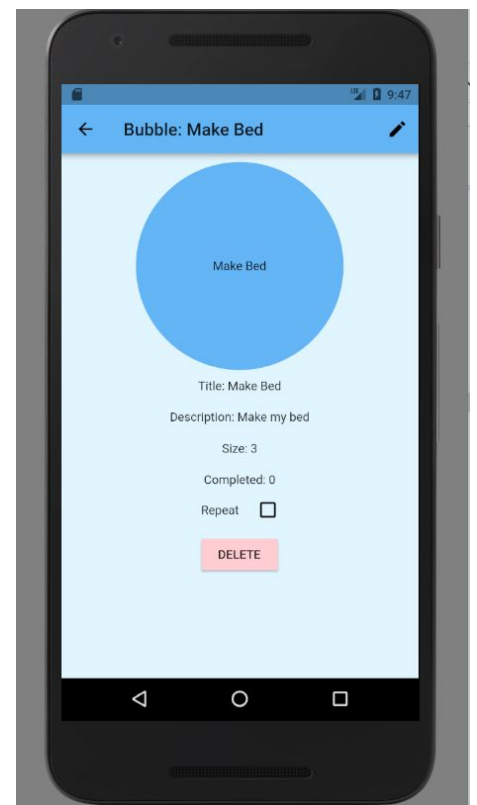 LTE 9:47
Bubble: Make Bed
Make Bed
Title: Make Bed
Description: Make my bed
Size: 3
Completed: 0
Repeat
DELETE